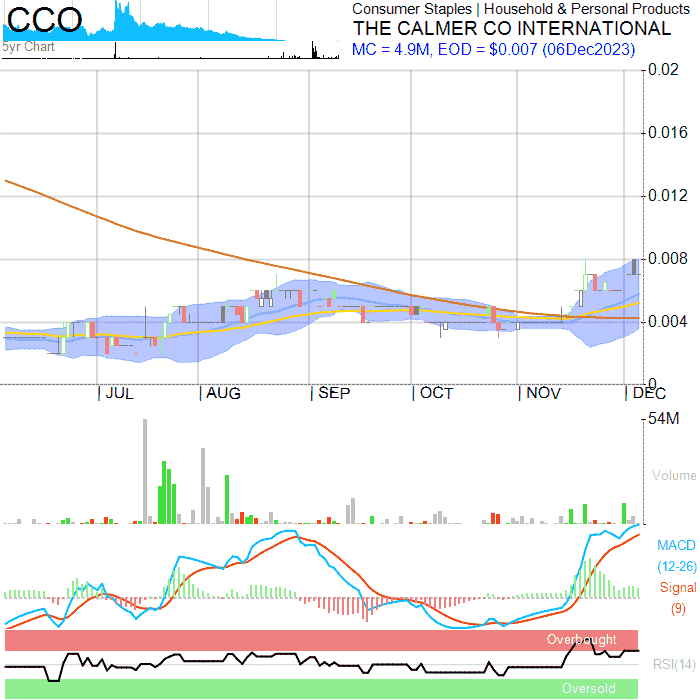 CCO
5yr Chart
Consumer Staples | Household & Personal Products
THE CALMER CO INTERNATIONAL
MC = 4.9M, EOD = $0.007 (06Dec2023)
0.02
0.016
0.012
0.008
0.004
0
JUL AUG SEP OCT NOV DEC
54M
Volume
MACD
(12-26)
Signal
(9)
Overbought
RSI(14)
Oversold